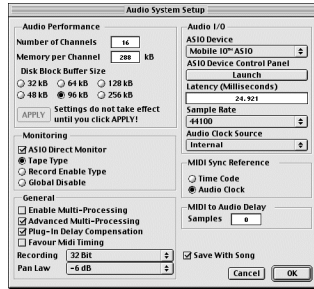 Audio System Setup
Audio Performance
Number of Channels 16
Memory per Channel 288 kB
Disk Block Buffer Size
32 kB 64 kB 128 kB
48 kB 96 kB 256 kB
APPLY Settings do not take effect
until you click APPLY!
Monitoring
ASIO Direct Monitor
Tape Type
Record Enable Type
Global Disable
General
Enable Multi-Processing
Advanced Multi-Processing
Plug-In Delay Compensation
Favour Midi Timing
Recording 32 Bit
Pan Law -6 dB
Audio I/O
ASIO Device
Mobile I/O™ ASIO
ASIO Device Control Panel
Launch
Latency (Milliseconds)
24.921
Sample Rate
44100
Audio Clock Source
Internal
MIDI Sync Reference
Time Code
Audio Clock
MIDI to Audio Delay
Samples 0
Save With Song
Cancel OK